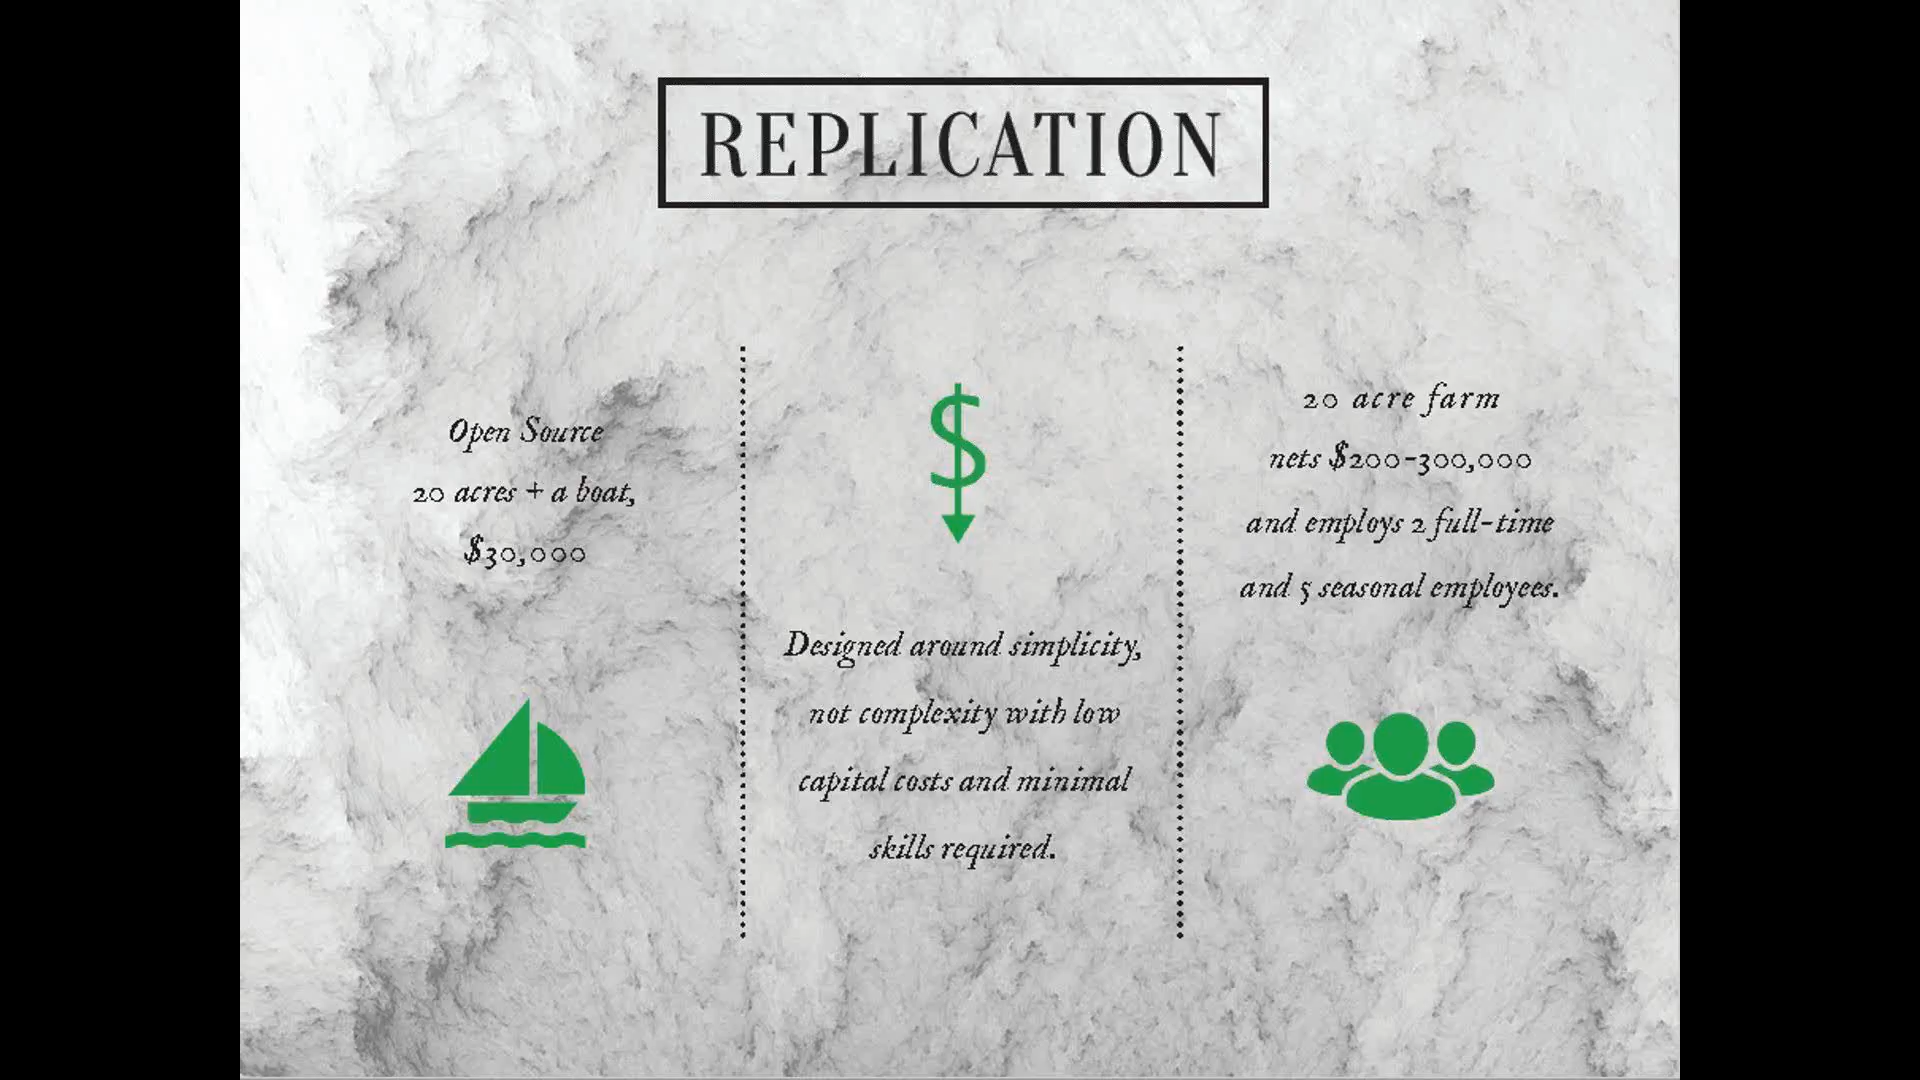 REPLICATION
Open Source
20 acres + a boat,
$30,000
$
Designed around simplicity,
not complexity with low
capital costs and minimal
skills required.
20 acre farm
nets $200-300,000
and employs 2 full-time
and 5 seasonal employees.